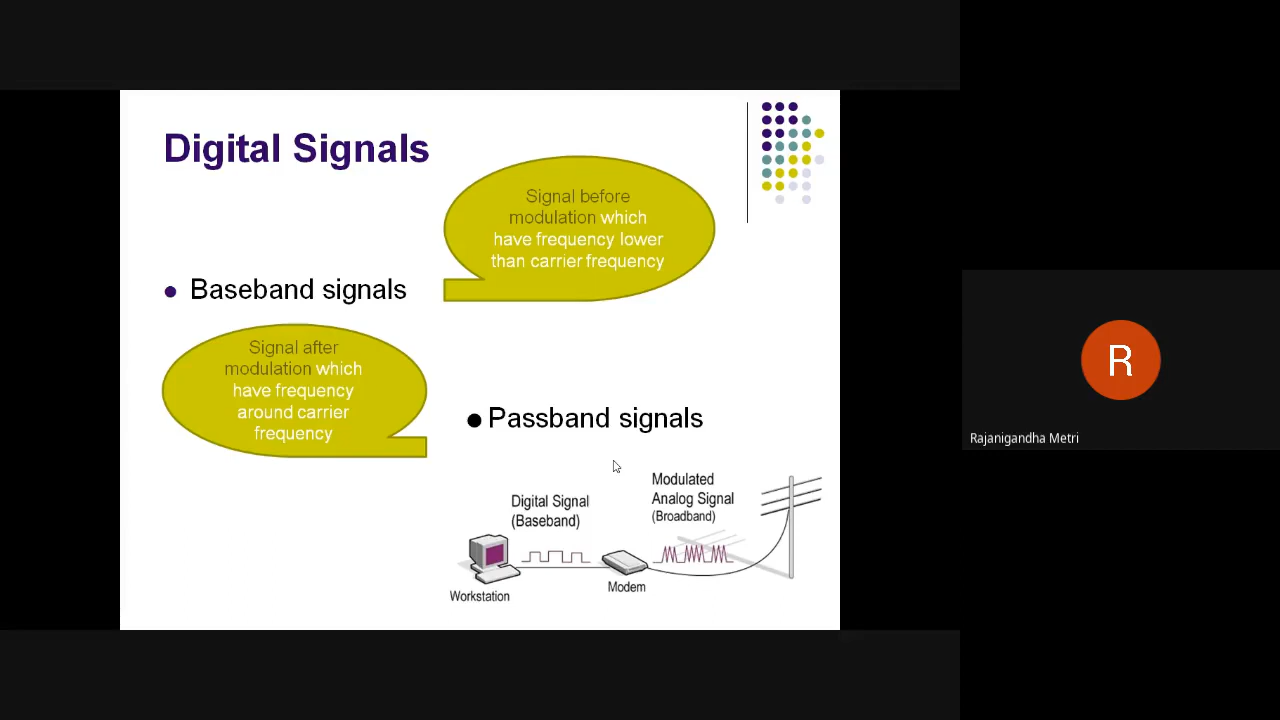 Digital Signals
Signal before
modulation which
have frequency lower
than carrier frequency
Baseband signals
Signal after
modulation which
have frequency
around carrier
frequency
Passband signals
Digital Signal
(Baseband)
Modulated
Analog Signal
(Broadband)
Workstation
Modem
R
Rajanigandha Metri